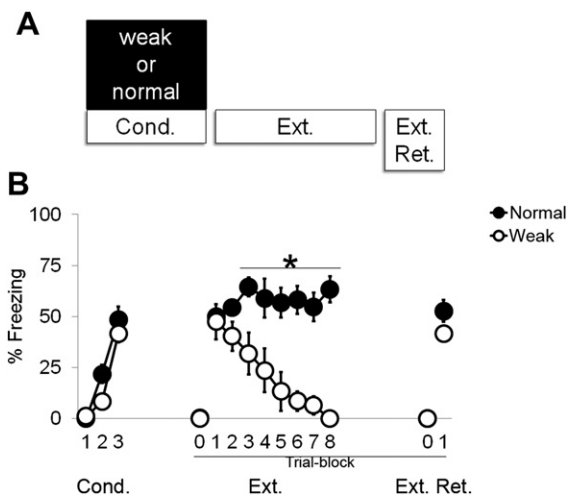 A
weak
or
normal
Cond.
Ext.
Ext.
Ret.
B
100
75
50
25
0
% Freezing
*
Normal
Weak
1 2 3
0 1 2 3 4 5 6 7 8
0 1
Trial-block
Cond.
Ext.
Ext. Ret.